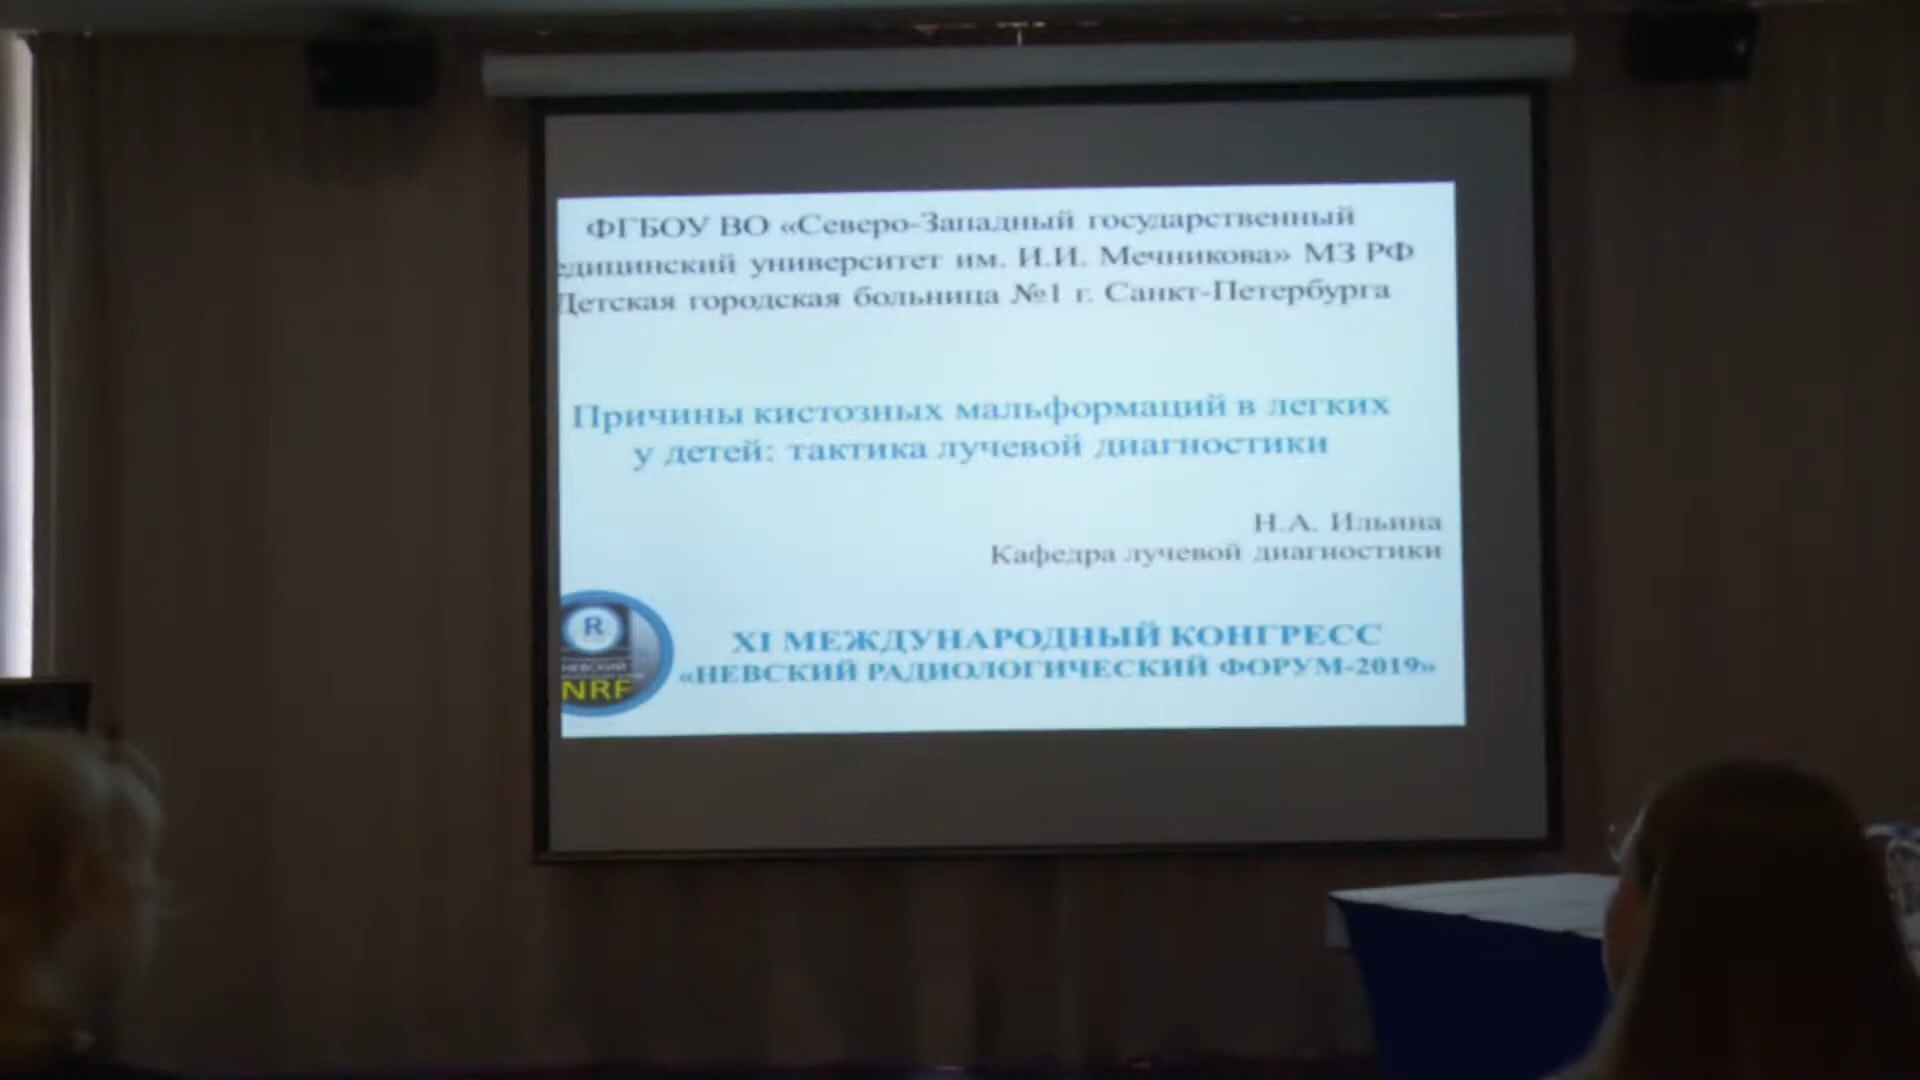 ФГБОУ ВО «Северо-Западный государственный
едицинский университет им. И.И. Мечникова» МЗ РФ
Детская городская больница №1 г. Санкт-Петербурга
Причины кистозных мальформаций в легких
у детей: тактика лучевой диагностики
Н.А. Ильина
Кафедра лучевой диагностики
R
НЕВСКИЙ
NRF
XI МЕЖДУНАРОДНЫЙ КОНГРЕСС
«НЕВСКИЙ РАДИОЛОГИЧЕСКИЙ ФОРУМ-2019»